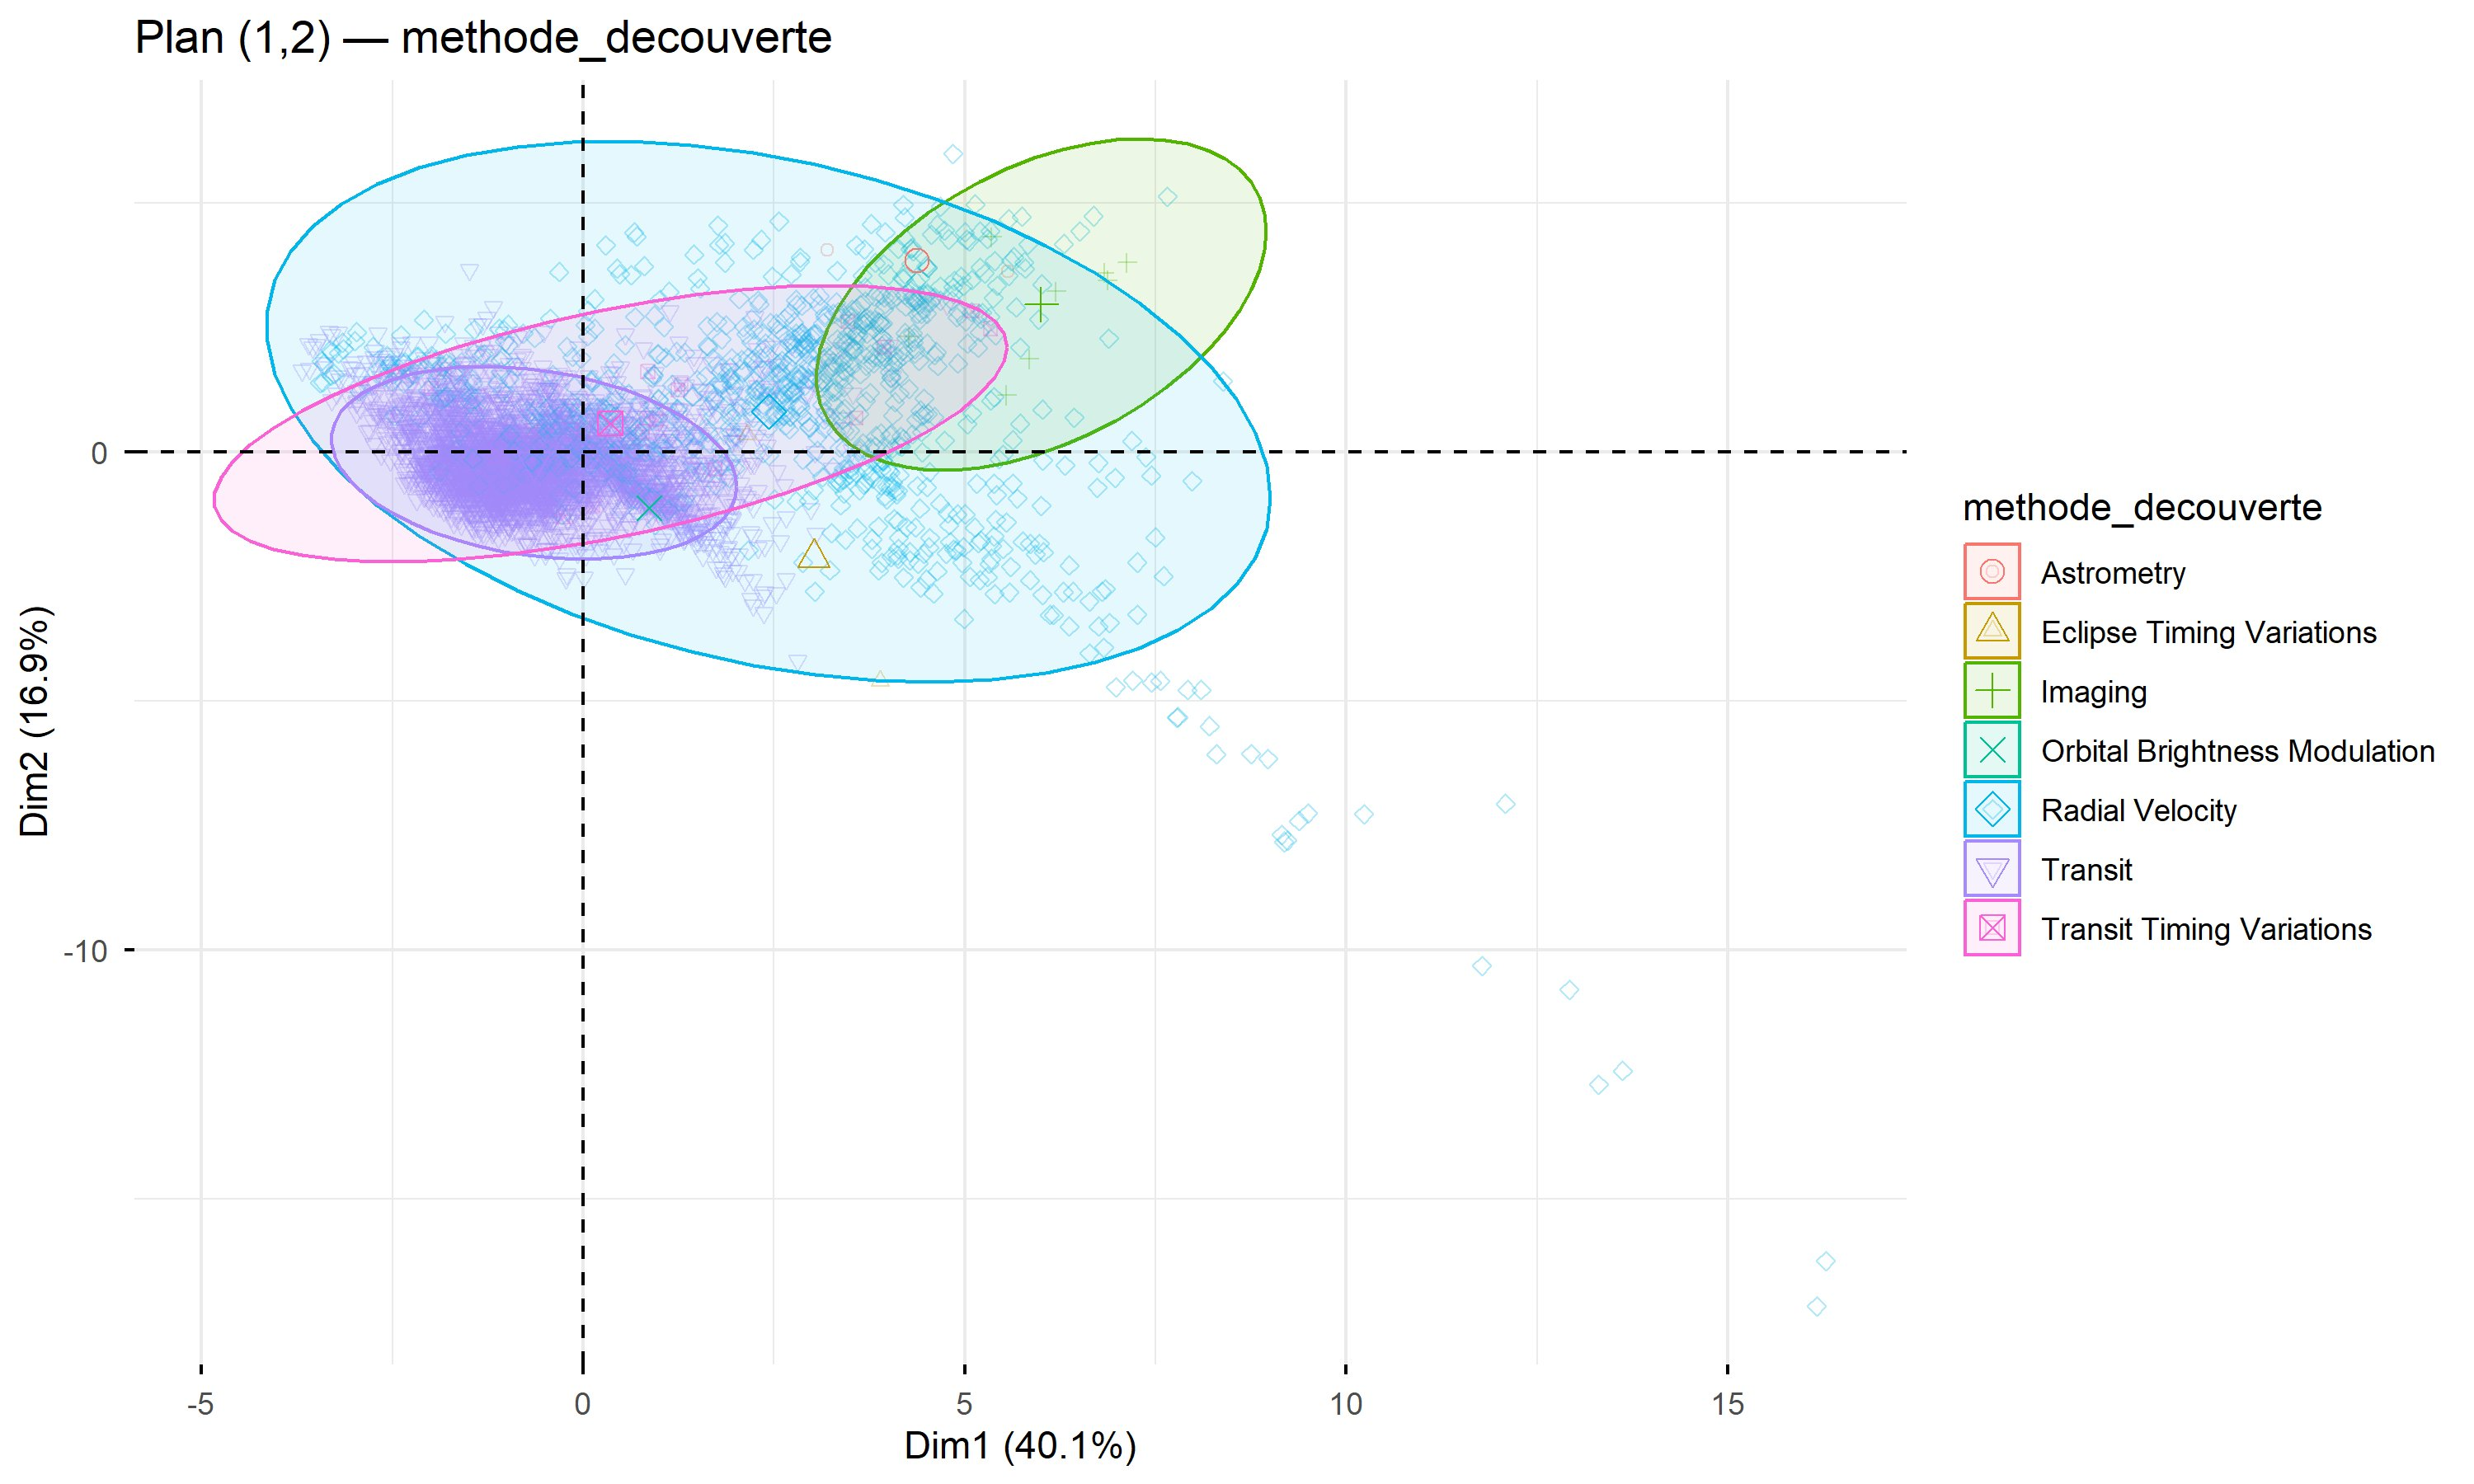 Plan (1,2) — methode_decouverte
Dim2 (16.9%)
0
-10
-5
0
5
10
15
Dim1 (40.1%)
methode_decouverte
Astrometry
Eclipse Timing Variations
Imaging
Orbital Brightness Modulation
Radial Velocity
Transit
Transit Timing Variations